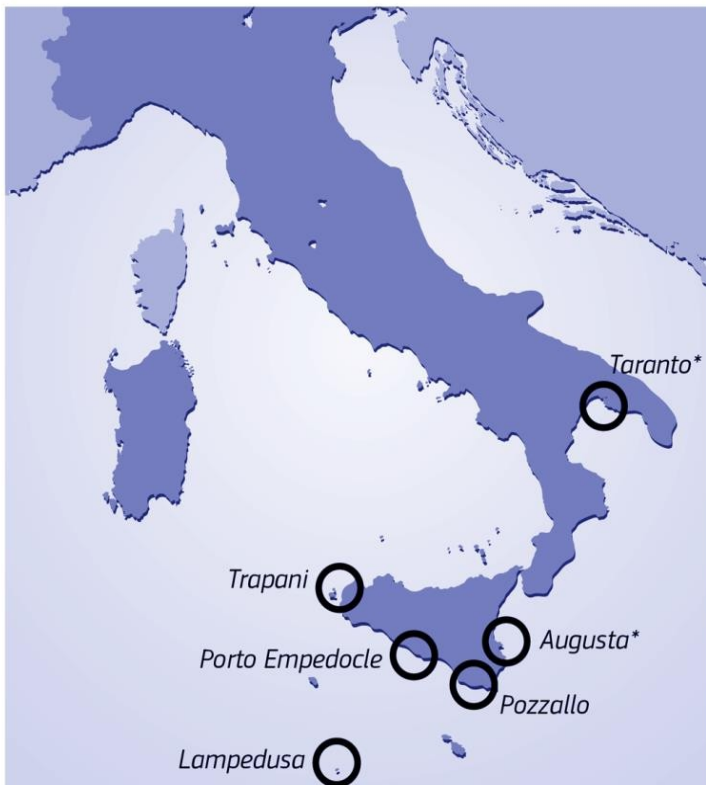 Taranto*
Trapani
Augusta*
Porto Empedocle
Pozzallo
Lampedusa